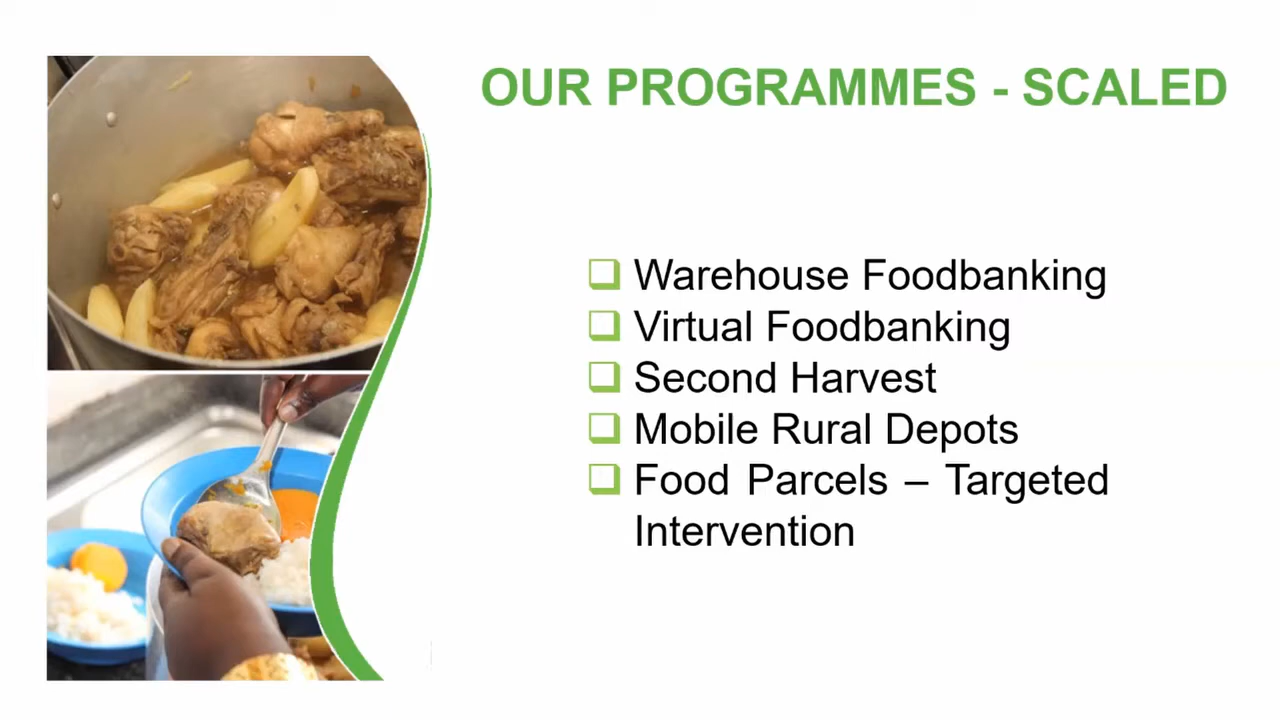 OUR PROGRAMMES - SCALED
Warehouse Foodbanking
Virtual Foodbanking
Second Harvest
Mobile Rural Depots
Food Parcels – Targeted
Intervention